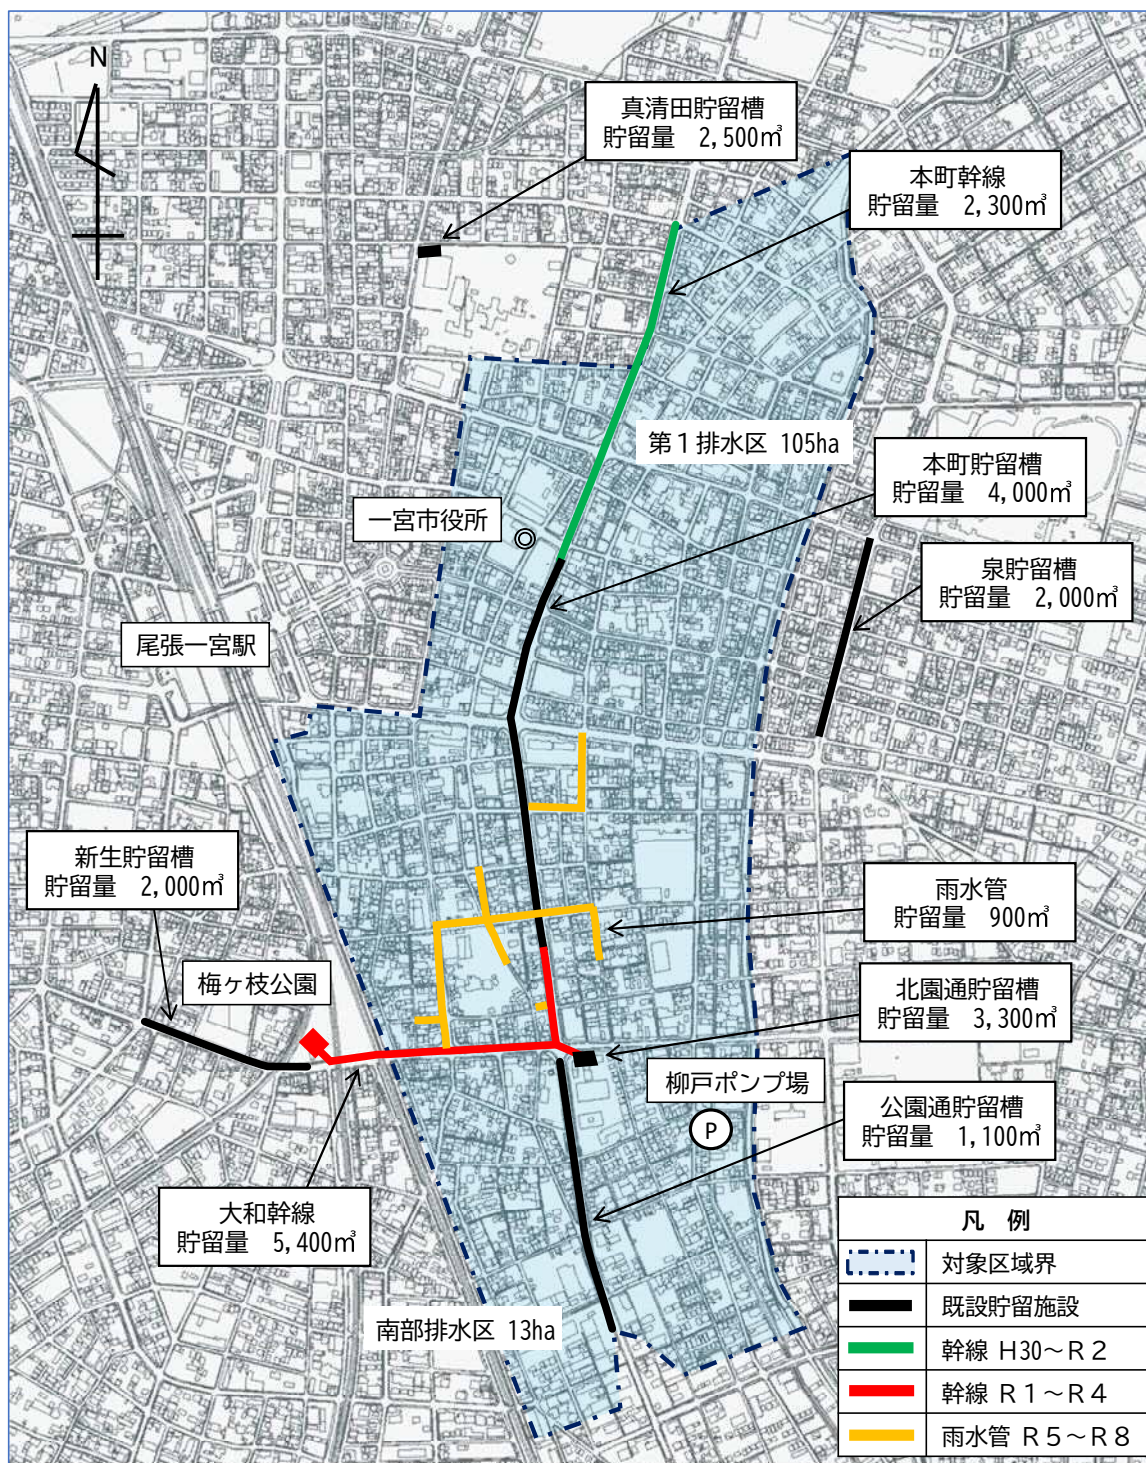 N
真清田貯留槽
貯留量　2,500㎥
本町幹線
貯留量　2,300㎥
第１排水区 105ha
本町貯留槽
貯留量　4,000㎥
一宮市役所
泉貯留槽
貯留量　2,000㎥
尾張一宮駅
新生貯留槽
貯留量　2,000㎥
雨水管
貯留量　900㎥
梅ヶ枝公園
北園通貯留槽
貯留量　3,300㎥
柳戸ポンプ場
P
公園通貯留槽
貯留量　1,100㎥
大和幹線
貯留量　5,400㎥
南部排水区 13ha
凡 例
対象区域界
既設貯留施設
幹線 H30～Ｒ２
幹線 Ｒ１～Ｒ４
雨水管 Ｒ５～Ｒ８